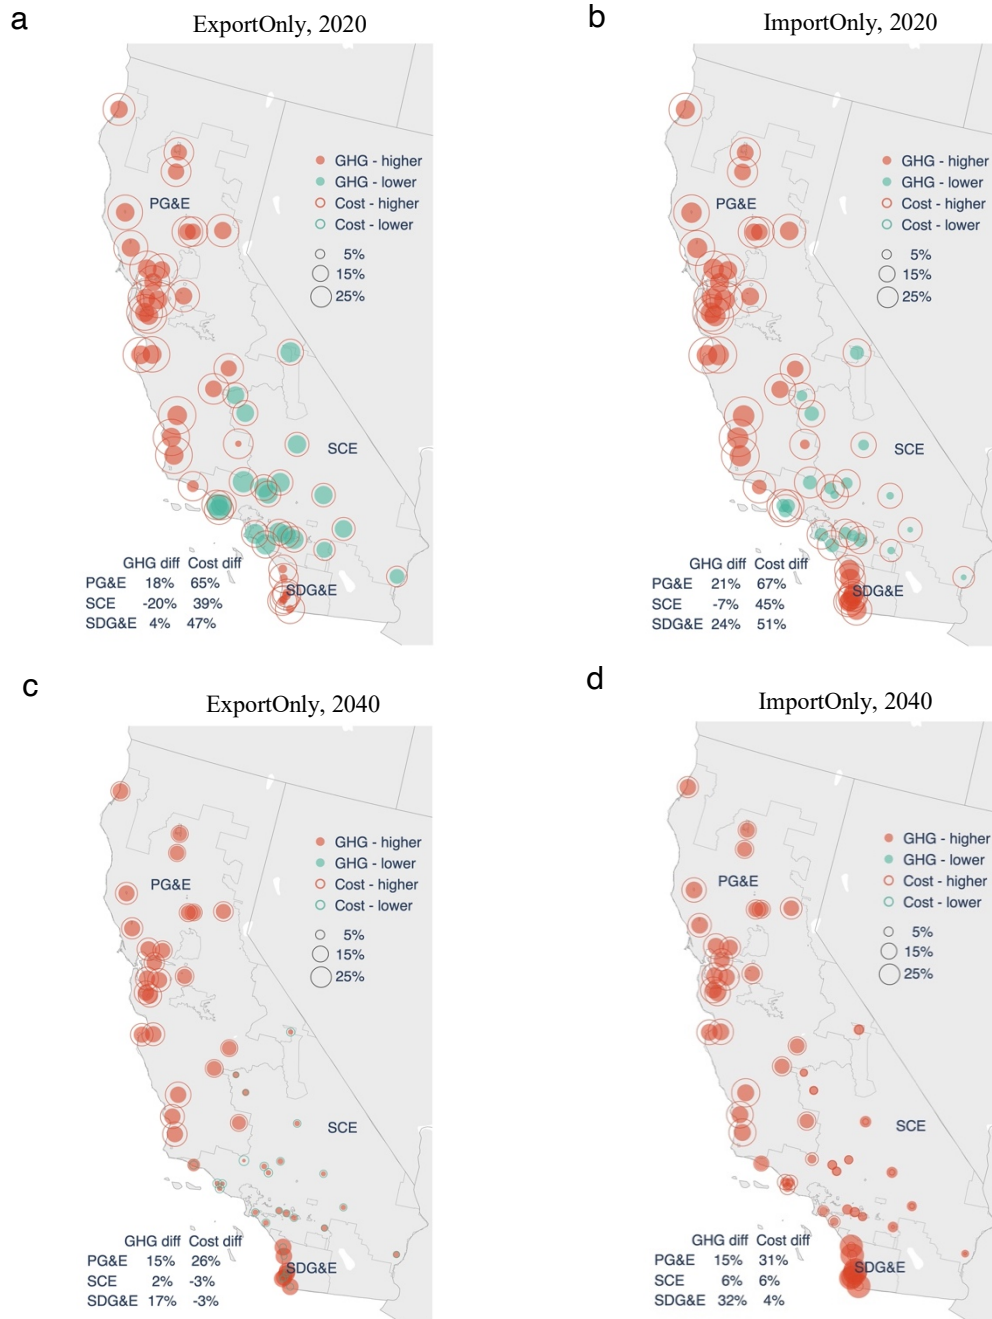 a
ExportOnly, 2020
GHG - higher
GHG - lower
Cost - higher
Cost - lower
5%
15%
25%
PG&E
SCE
SDG&E
GHG diff Cost diff
PG&E 18% 65%
SCE -20% 39%
SDG&E 4% 47%
b
ImportOnly, 2020
GHG - higher
GHG - lower
Cost - higher
Cost - lower
5%
15%
25%
PG&E
SCE
SDG&E
GHG diff Cost diff
PG&E 21% 67%
SCE -7% 45%
SDG&E 24% 51%
c
ExportOnly, 2040
GHG - higher
GHG - lower
Cost - higher
Cost - lower
5%
15%
25%
PG&E
SCE
SDG&E
GHG diff Cost diff
PG&E 15% 26%
SCE 2% -3%
SDG&E 17% -3%
d
ImportOnly, 2040
GHG - higher
GHG - lower
Cost - higher
Cost - lower
5%
15%
25%
PG&E
SCE
SDG&E
GHG diff Cost diff
PG&E 15% 31%
SCE 6% 6%
SDG&E 32% 4%